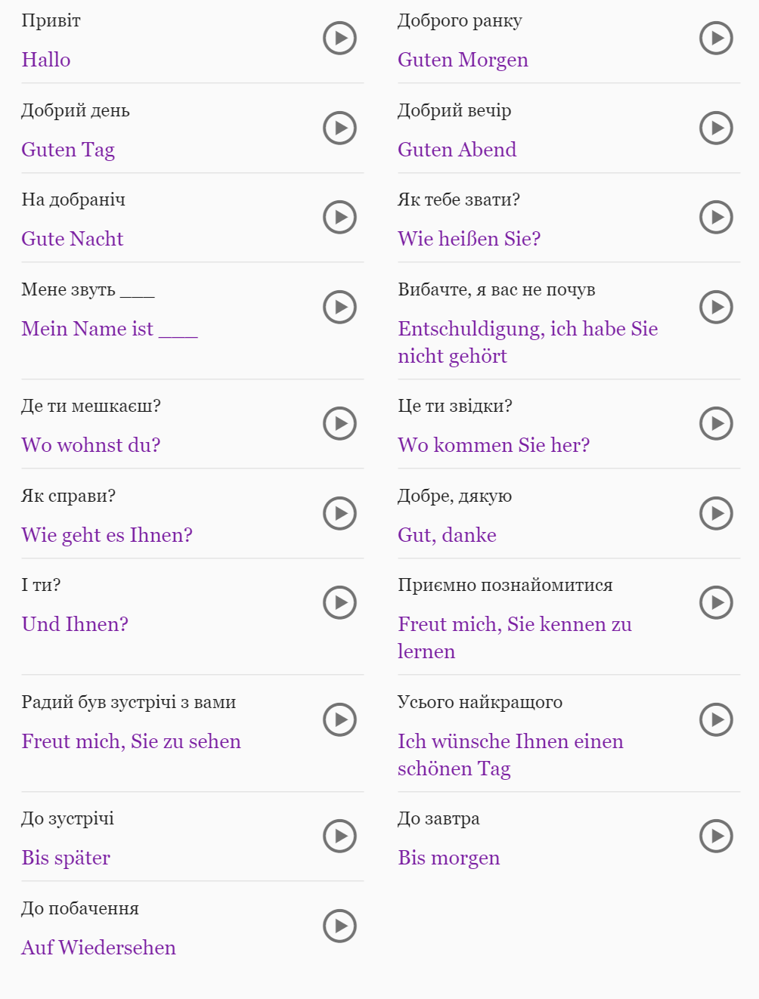 Привіт
Hallo
Доброго ранку
Guten Morgen
Добрий день
Guten Tag
Добрий вечір
Guten Abend
На добраніч
Gute Nacht
Як тебе звати?
Wie heißen Sie?
Мене звуть ___
Mein Name ist ___
Вибачте, я вас не почув
Entschuldigung, ich habe Sie
nicht gehört
Де ти мешкаєш?
Wo wohnst du?
Це ти звідки?
Wo kommen Sie her?
Як справи?
Wie geht es Ihnen?
Добре, дякую
Gut, danke
І ти?
Und Ihnen?
Приємно познайомитися
Freut mich, Sie kennen zu
lernen
Радий був зустрічі з вами
Freut mich, Sie zu sehen
Усього найкращого
Ich wünsche Ihnen einen
schönen Tag
До зустрічі
Bis später
До завтра
Bis morgen
До побачення
Auf Wiedersehen